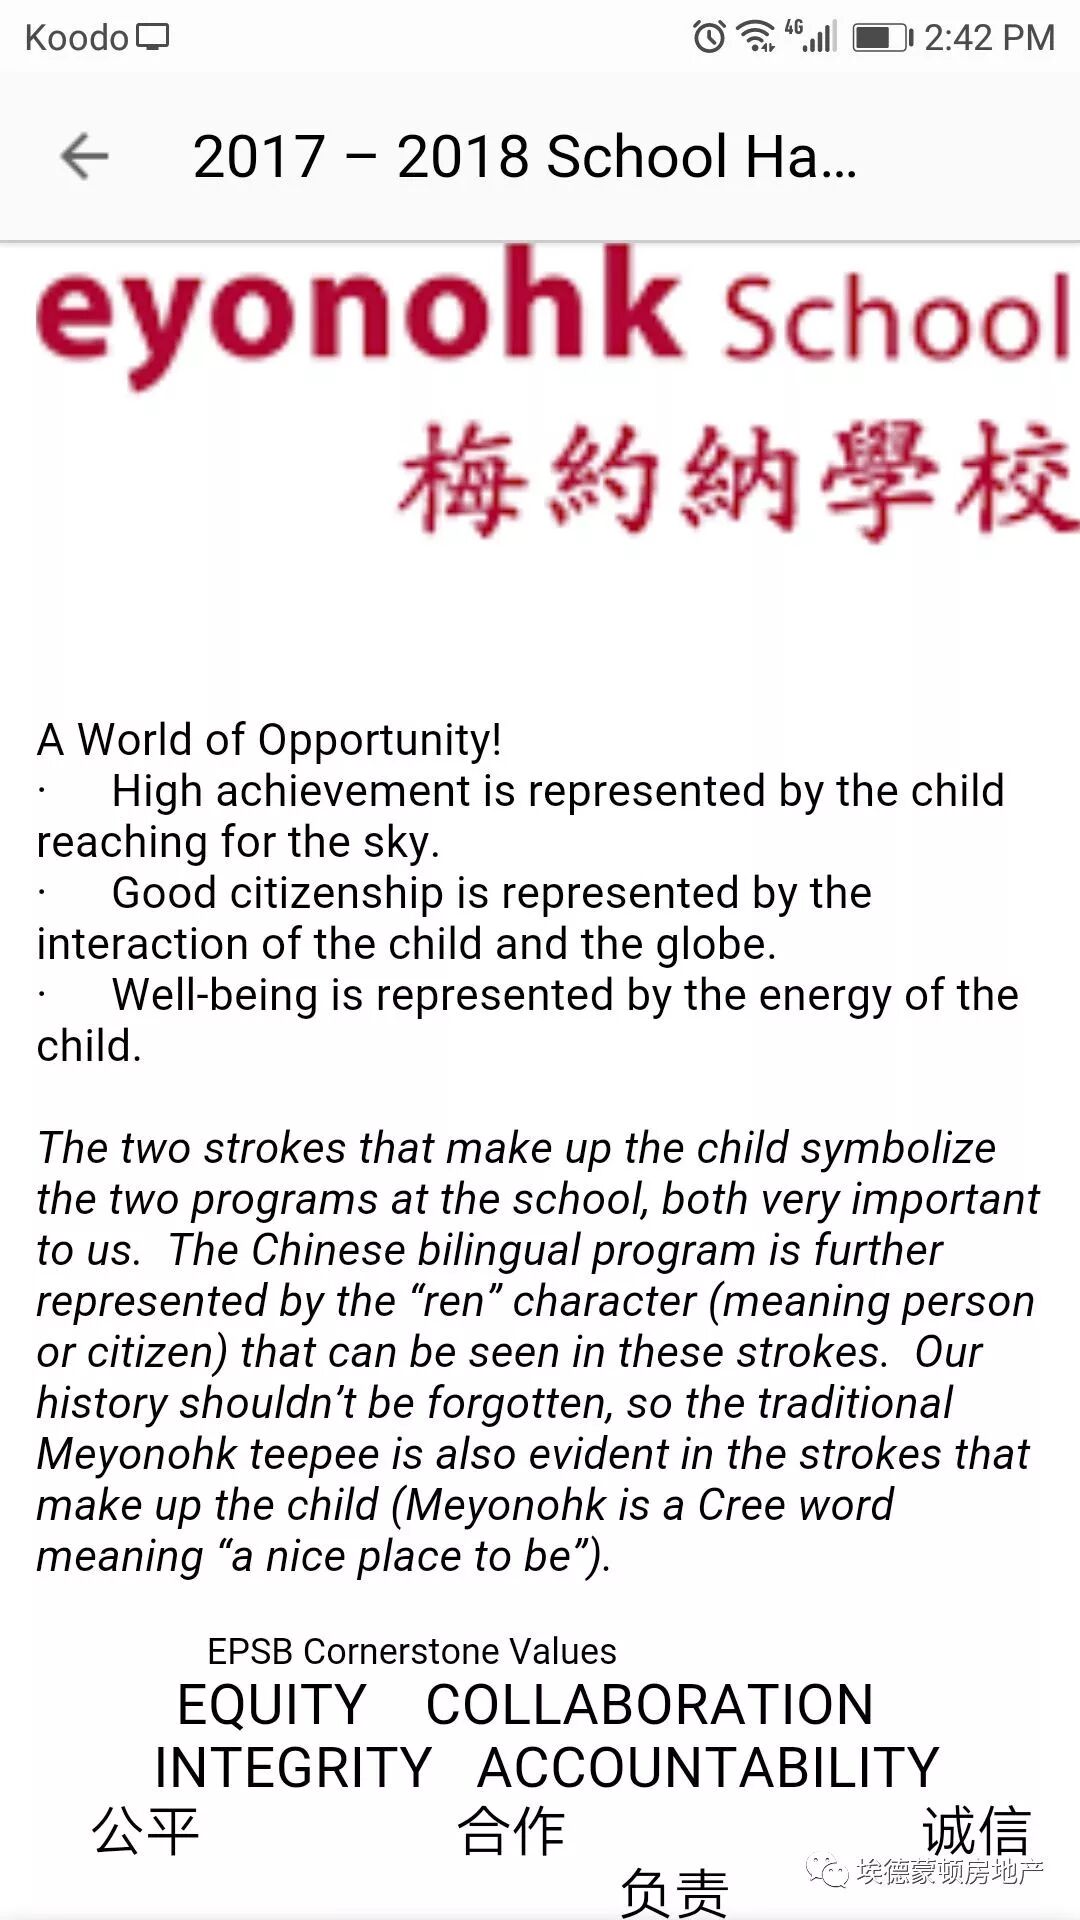 Koodo 4G 2:42 PM
2017 – 2018 School Ha...
eyonohk School
梅約納學校
A World of Opportunity!
· High achievement is represented by the child
reaching for the sky.
· Good citizenship is represented by the
interaction of the child and the globe.
· Well-being is represented by the energy of the
child.
The two strokes that make up the child symbolize
the two programs at the school, both very important
to us. The Chinese bilingual program is further
represented by the “ren” character (meaning person
or citizen) that can be seen in these strokes. Our
history shouldn’t be forgotten, so the traditional
Meyonohk teepee is also evident in the strokes that
make up the child (Meyonohk is a Cree word
meaning “a nice place to be”).
EPSB Cornerstone Values
EQUITY COLLABORATION
INTEGRITY ACCOUNTABILITY
公平 合作 诚信
埃德蒙顿房地产
负责